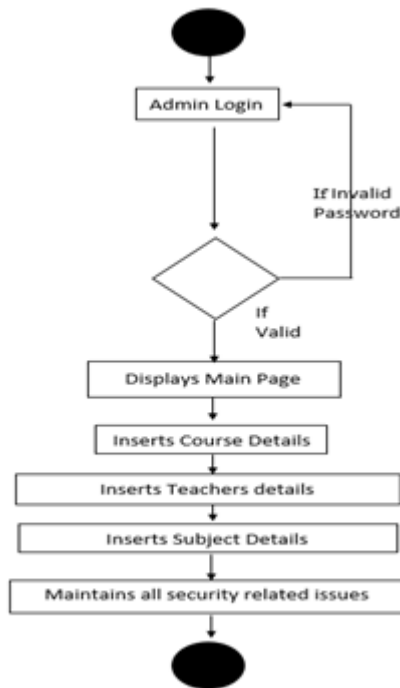 Admin Login
If Invalid
Password
If
Valid
Displays Main Page
Inserts Course Details
Inserts Teachers details
Inserts Subject Details
Maintains all security related issues